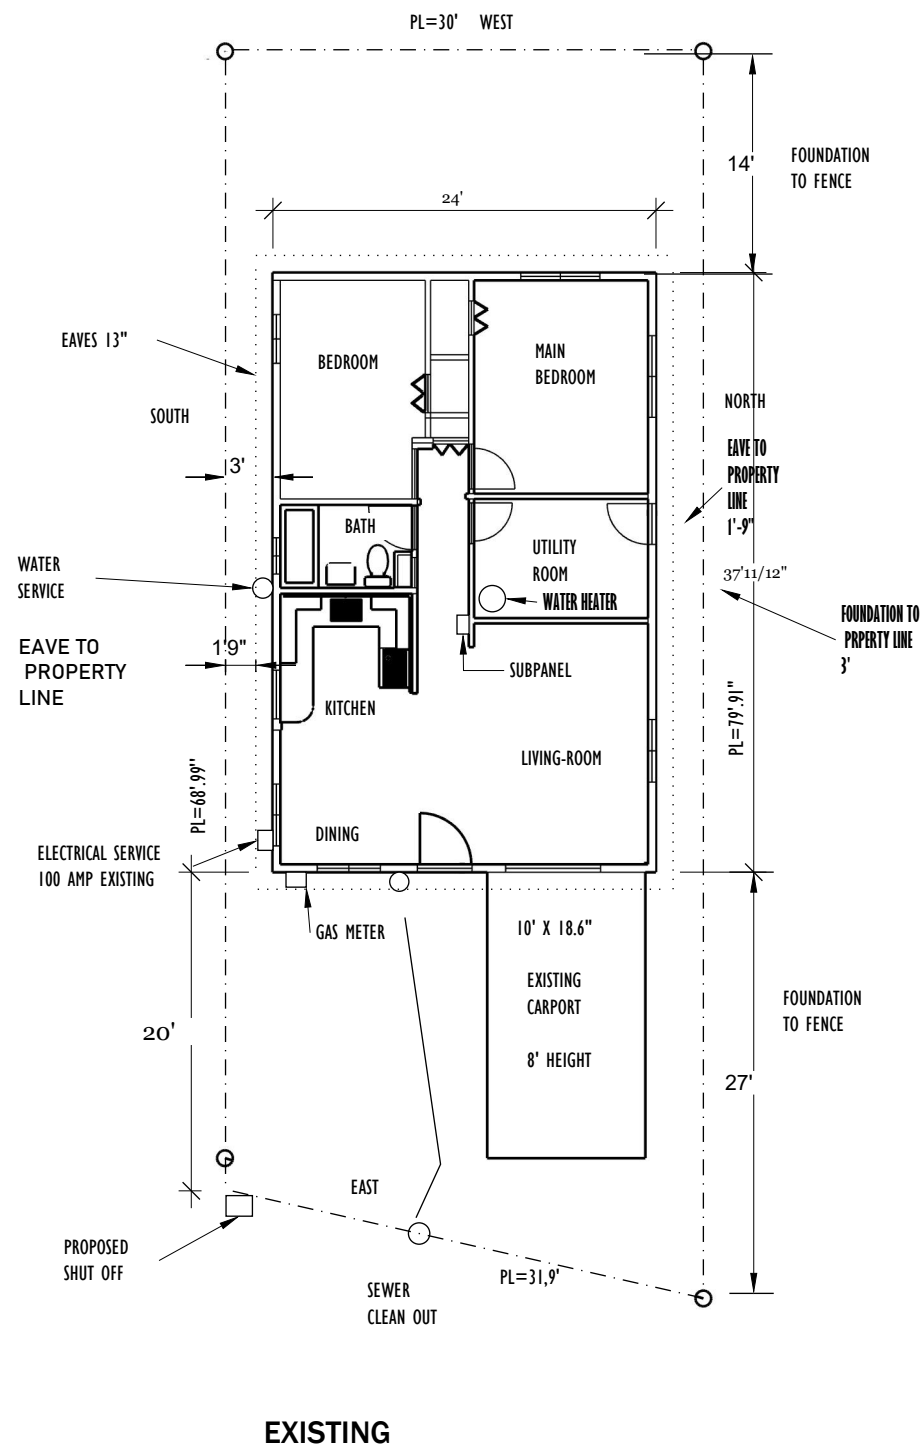 PL=30' WEST
14'
FOUNDATION
TO FENCE
24'
EAVES 13"
BEDROOM
MAIN
BEDROOM
SOUTH
NORTH
3'
EAVE TO
PROPERTY
LINE
1'-9"
BATH
UTILITY
ROOM
WATER
SERVICE
37'11/12"
WATER HEATER
FOUNDATION TO
PRPERTY LINE
3'
EAVE TO
PROPERTY
LINE
1'9"
SUBPANEL
KITCHEN
PL=79'.91"
LIVING-ROOM
PL=68'.99"
DINING
ELECTRICAL SERVICE
100 AMP EXISTING
GAS METER
10' X 18.6"
EXISTING
CARPORT
8' HEIGHT
FOUNDATION
TO FENCE
20'
27'
EAST
PROPOSED
SHUT OFF
PL=31,9'
SEWER
CLEAN OUT
EXISTING